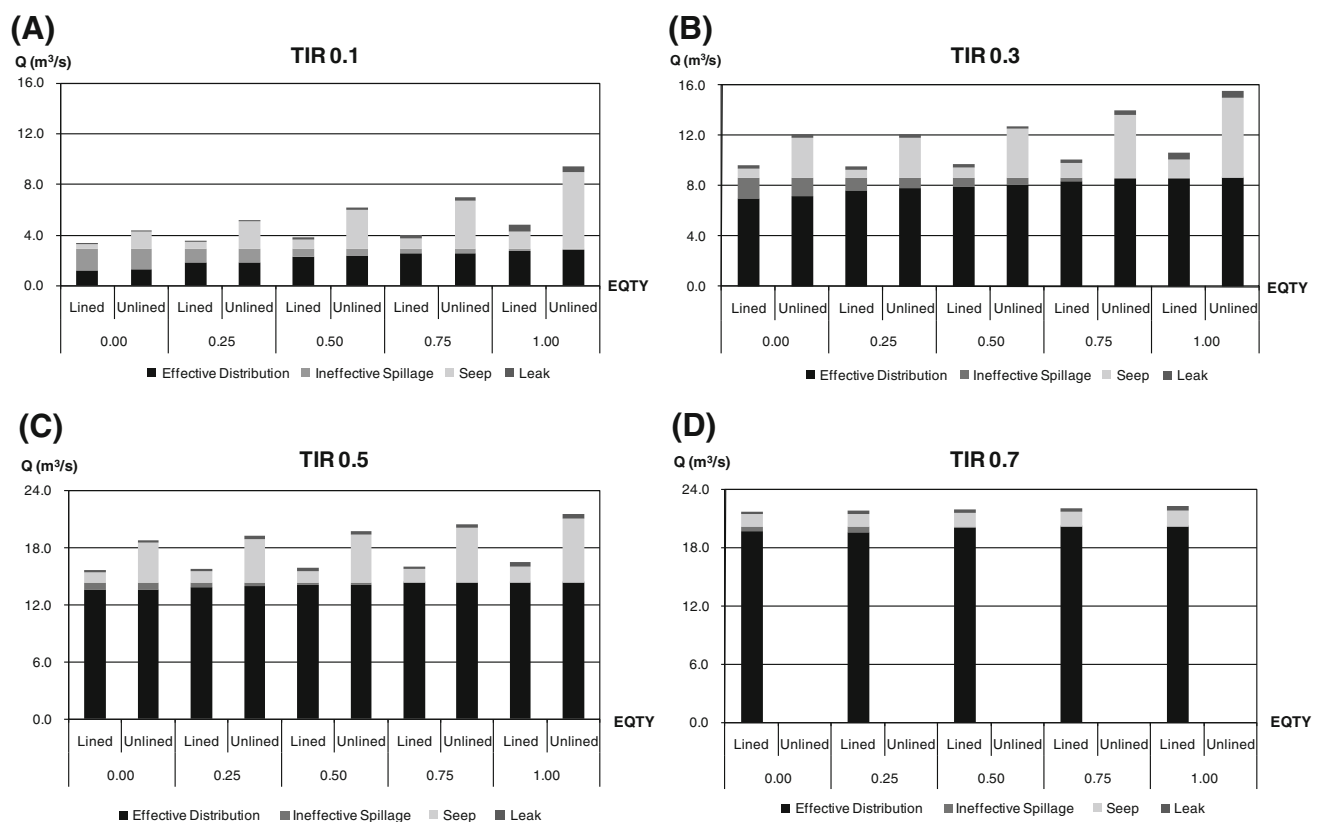 (A)
TIR 0.1
Q (m³/s)
16.0
12.0
8.0
4.0
0.0
EQTY
Lined Unlined Lined Unlined Lined Unlined Lined Unlined Lined Unlined
0.00 0.25 0.50 0.75 1.00
Effective Distribution Ineffective Spillage Seep Leak
(B)
TIR 0.3
Q (m³/s)
16.0
12.0
8.0
4.0
0.0
EQTY
Lined Unlined Lined Unlined Lined Unlined Lined Unlined Lined Unlined
0.00 0.25 0.50 0.75 1.00
Effective Distribution Ineffective Spillage Seep Leak
(C)
TIR 0.5
Q (m³/s)
24.0
18.0
12.0
6.0
0.0
EQTY
Lined Unlined Lined Unlined Lined Unlined Lined Unlined Lined Unlined
0.00 0.25 0.50 0.75 1.00
Effective Distribution Ineffective Spillage Seep Leak
(D)
TIR 0.7
Q (m³/s)
24.0
18.0
12.0
6.0
0.0
EQTY
Lined Unlined Lined Unlined Lined Unlined Lined Unlined Lined Unlined
0.00 0.25 0.50 0.75 1.00
Effective Distribution Ineffective Spillage Seep Leak